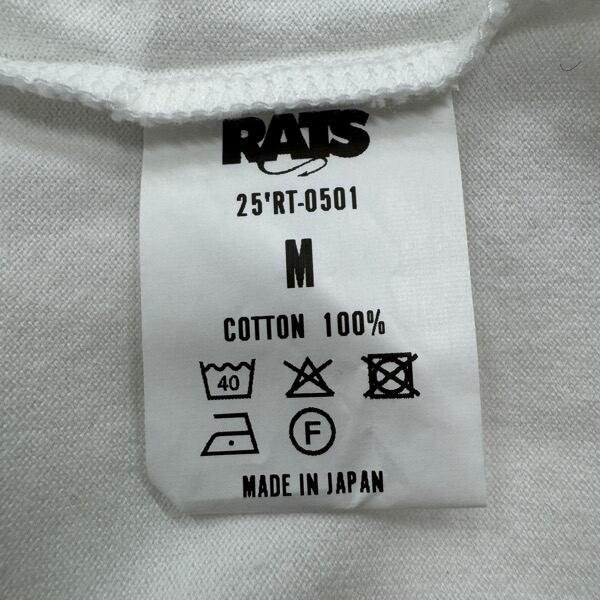 RATS
25'RT-0501
M
COTTON 100%
40
F
MADE IN JAPAN